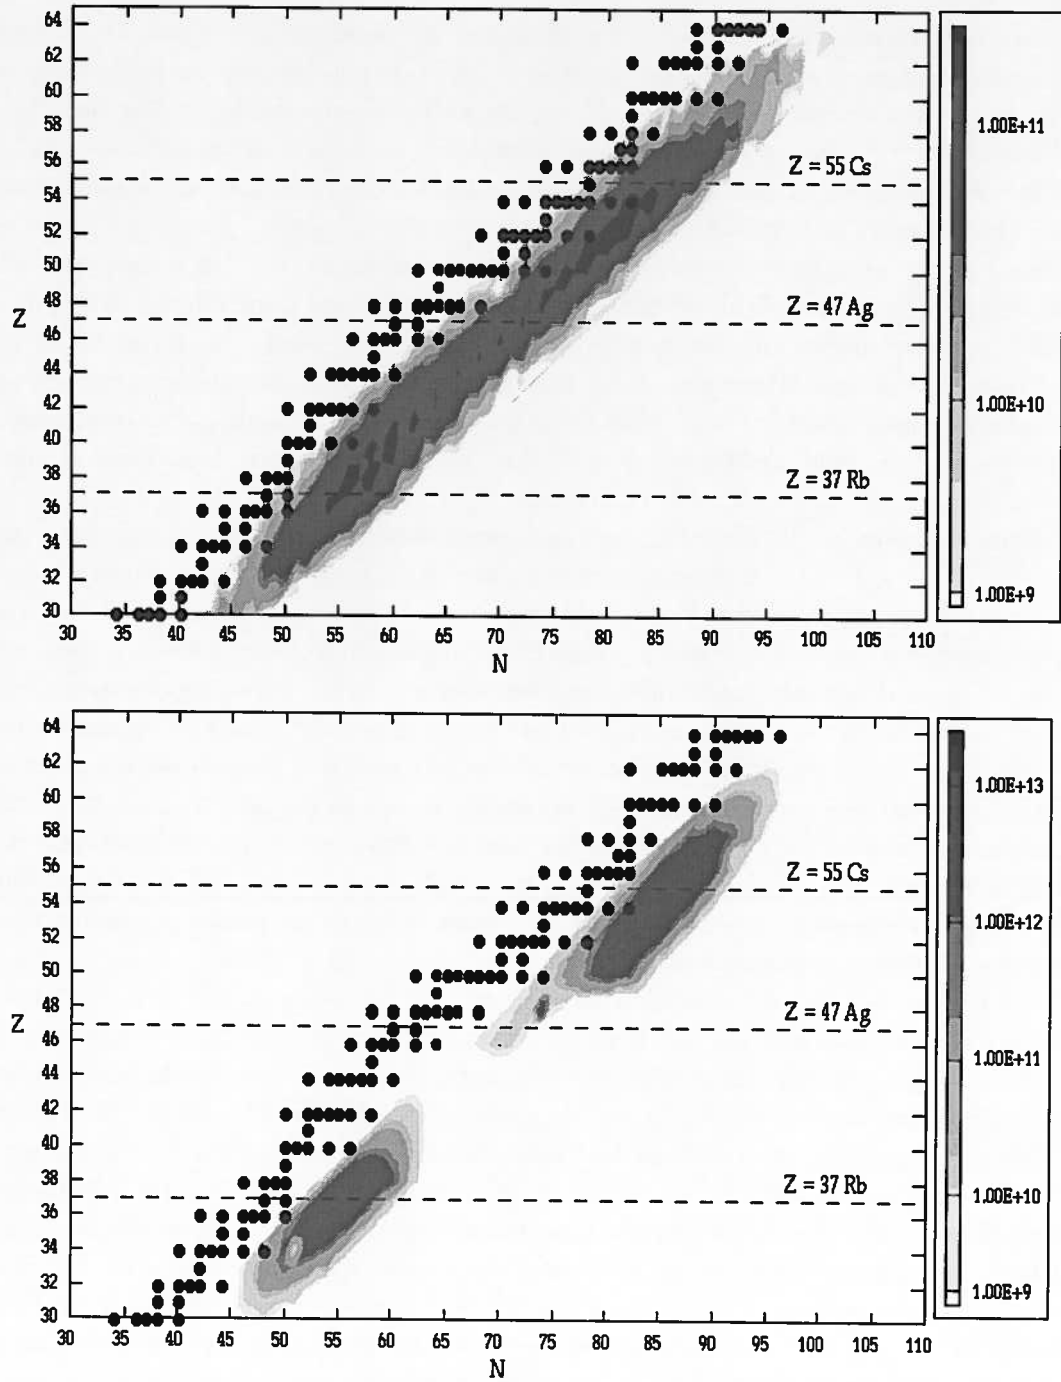 64
62
60
58
56
54
52
50
48
46
44
42
40
38
36
34
32
30
Z
Z = 55 Cs
Z = 47 Ag
Z = 37 Rb
30 35 40 45 50 55 60 65 70 75 80 85 90 95 100 105 110
N
1.00E+11
1.00E+10
1.00E+9
64
62
60
58
56
54
52
50
48
46
44
42
40
38
36
34
32
30
Z
Z = 55 Cs
Z = 47 Ag
Z = 37 Rb
30 35 40 45 50 55 60 65 70 75 80 85 90 95 100 105 110
N
1.00E+13
1.00E+12
1.00E+11
1.00E+10
1.00E+9